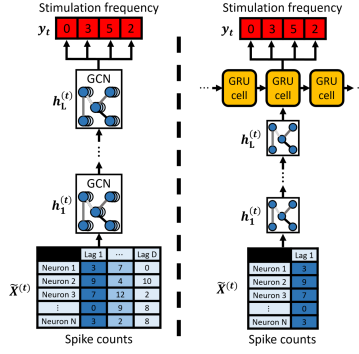 Stimulation frequency
y_t 0 3 5 2
GCN
h_L^(t)
...
GCN
h_1^(t)
Lag 1 ... Lag D
Neuron 1 3 7 0
Neuron 2 9 4 10
X̃^(t) Neuron 3 7 12 2
⋮ 0 9 8
Neuron N 3 2 8
Spike counts
Stimulation frequency
y_t 0 3 5 2
... GRU cell GRU cell GRU cell ...
h_L^(t)
...
h_1^(t)
Lag 1
Neuron 1 3
Neuron 2 9
X̃^(t) Neuron 3 7
⋮ 0
Neuron N 3
Spike counts